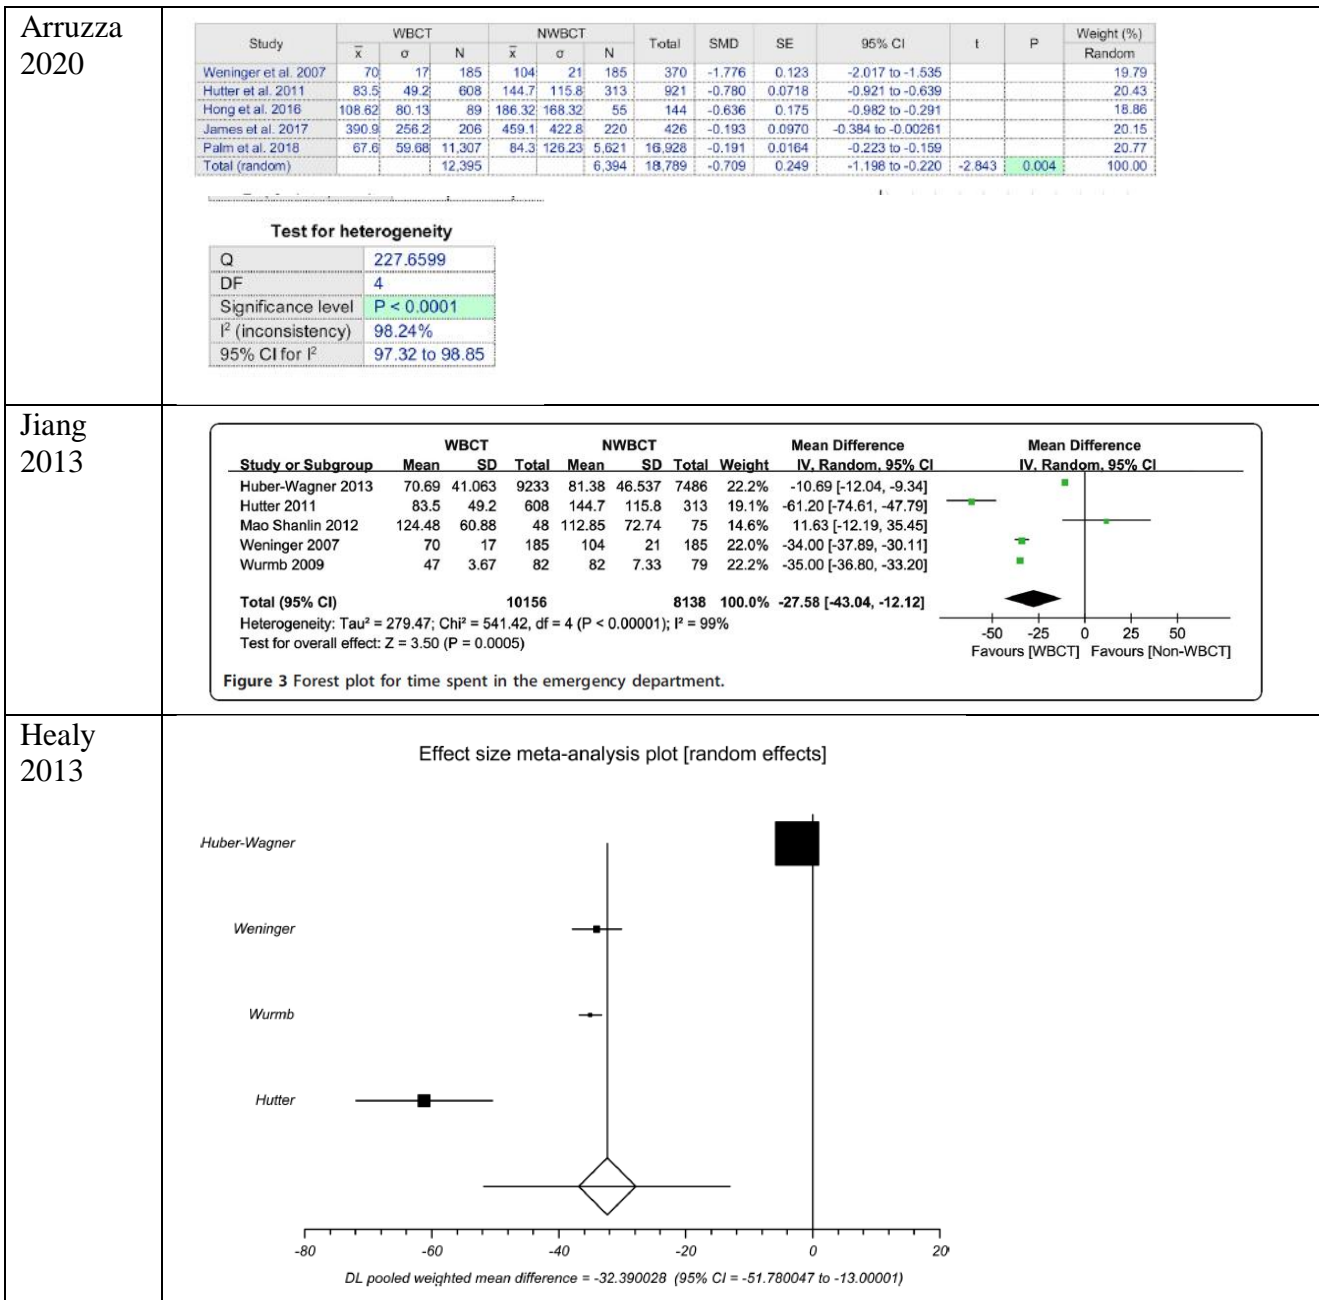 Arruzza
2020
Study WBCT NWBCT Total SMD SE 95% CI t P Weight (%)
x̅ σ N x̅ σ N Random
Weninger et al. 2007 70 17 185 104 21 185 370 -1.776 0.123 -2.017 to -1.535 19.79
Hutter et al. 2011 83.5 49.2 608 144.7 115.8 313 921 -0.780 0.0718 -0.921 to -0.639 20.43
Hong et al. 2016 108.62 80.13 89 186.32 168.32 55 144 -0.636 0.175 -0.982 to -0.291 18.86
James et al. 2017 390.9 256.2 206 459.1 422.8 220 426 -0.193 0.0970 -0.384 to -0.00261 20.15
Palm et al. 2018 67.6 59.68 11,307 84.3 126.23 5,621 16,928 -0.191 0.0164 -0.223 to -0.159 20.77
Total (random) 12,395 6,394 18,789 -0.709 0.249 -1.198 to -0.220 -2.843 0.004 100.00
Test for heterogeneity
Q 227.6599
DF 4
Significance level P < 0.0001
I² (inconsistency) 98.24%
95% CI for I² 97.32 to 98.85
Jiang
2013
WBCT NWBCT Mean Difference Mean Difference
Study or Subgroup Mean SD Total Mean SD Total Weight IV, Random, 95% CI IV, Random, 95% CI
Huber-Wagner 2013 70.69 41.063 9233 81.38 46.537 7486 22.2% -10.69 [-12.04, -9.34]
Hutter 2011 83.5 49.2 608 144.7 115.8 313 19.1% -61.20 [-74.61, -47.79]
Mao Shanlin 2012 124.48 60.88 48 112.85 72.74 75 14.6% 11.63 [-12.19, 35.45]
Weninger 2007 70 17 185 104 21 185 22.0% -34.00 [-37.89, -30.11]
Wurmb 2009 47 3.67 82 82 7.33 79 22.2% -35.00 [-36.80, -33.20]
Total (95% CI) 10156 8138 100.0% -27.58 [-43.04, -12.12]
Heterogeneity: Tau² = 279.47; Chi² = 541.42, df = 4 (P < 0.00001); I² = 99%
Test for overall effect: Z = 3.50 (P = 0.0005)
-50 -25 0 25 50
Favours [WBCT] Favours [Non-WBCT]
Figure 3 Forest plot for time spent in the emergency department.
Healy
2013
Effect size meta-analysis plot [random effects]
Huber-Wagner
Weninger
Wurmb
Hutter
-80 -60 -40 -20 0 20
DL pooled weighted mean difference = -32.390028 (95% CI = -51.780047 to -13.00001)